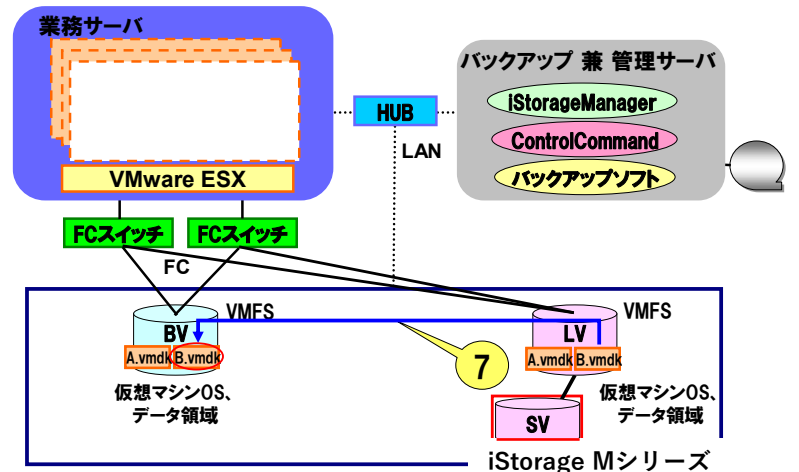 業務サーバ
VMware ESX
FCスイッチ
FCスイッチ
FC
HUB
LAN
バックアップ 兼 管理サーバ
iStorageManager
ControlCommand
バックアップソフト
BV
VMFS
A.vmdk
B.vmdk
仮想マシンOS、
データ領域
7
LV
VMFS
A.vmdk
B.vmdk
仮想マシンOS、
データ領域
SV
iStorage Mシリーズ